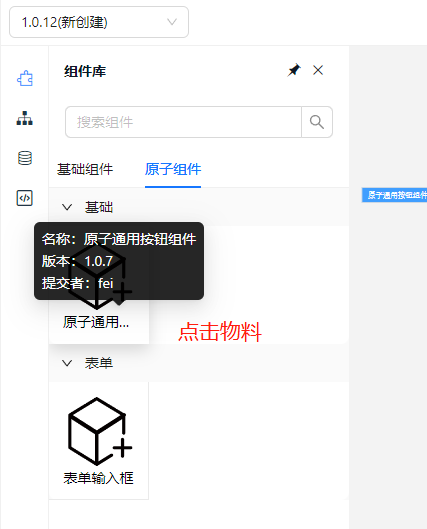 1.0.12(新创建)
组件库
搜索组件
基础组件
原子组件
原子通用按钮组件
基础
名称：原子通用按钮组件
版本：1.0.7
提交者：fei
原子通用...
点击物料
表单
表单输入框